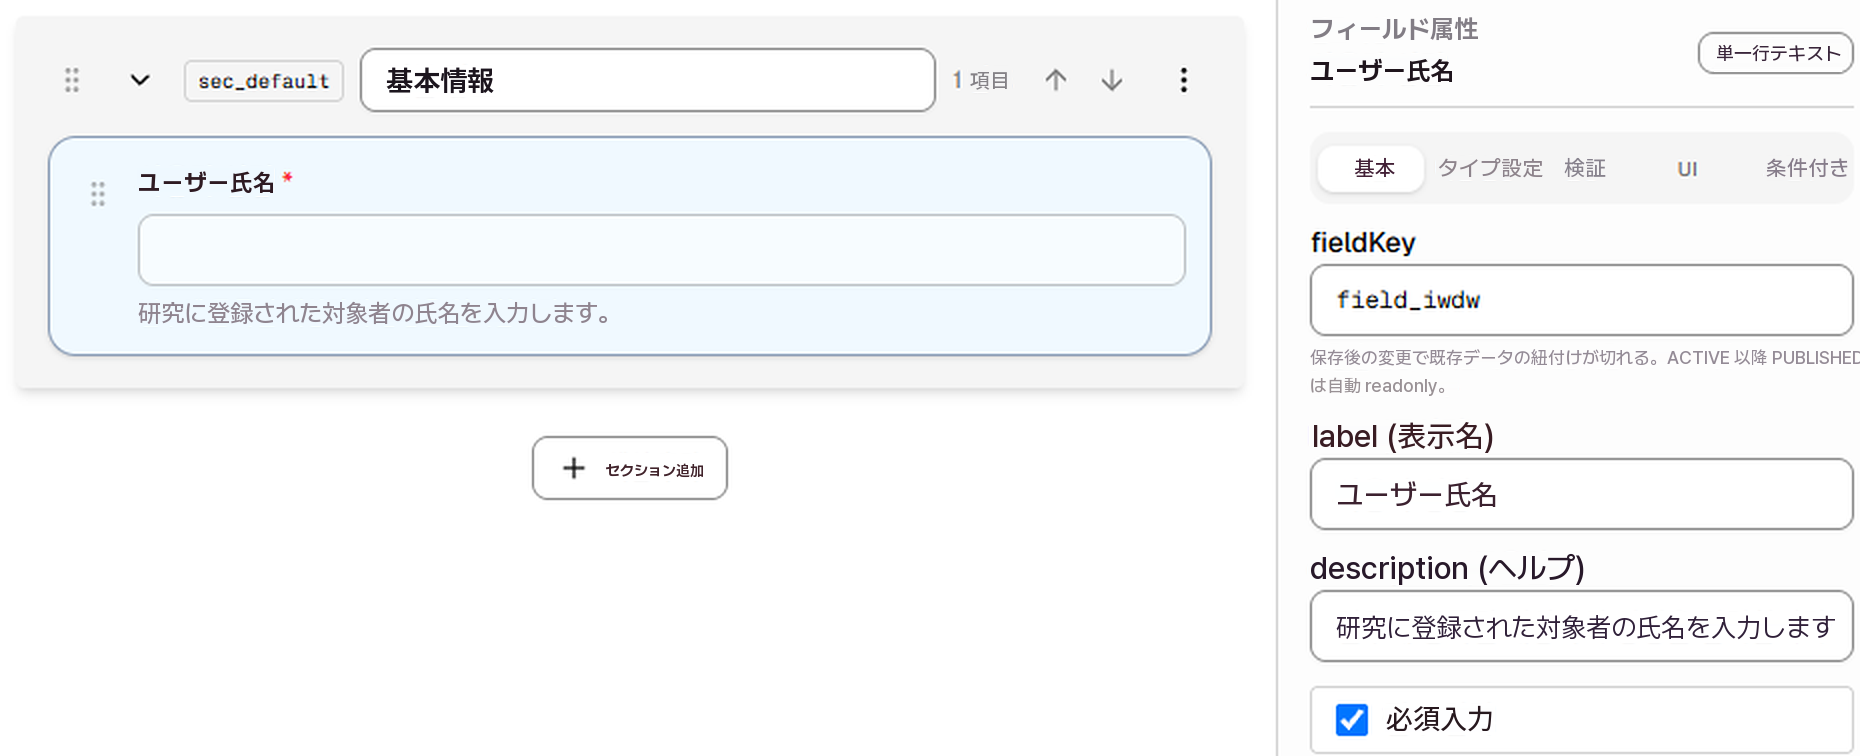 sec_default
基本情報
1 項目
ユーザー氏名 *
研究に登録された対象者の氏名を入力します。
セクション追加
フィールド属性
ユーザー氏名
単一行テキスト
基本 タイプ設定 検証 UI 条件付き
fieldKey
field_iwdw
保存後の変更で既存データの紐付けが切れる。ACTIVE 以降 PUBLISHED
は自動 readonly。
label (表示名)
ユーザー氏名
description (ヘルプ)
研究に登録された対象者の氏名を入力します
必須入力